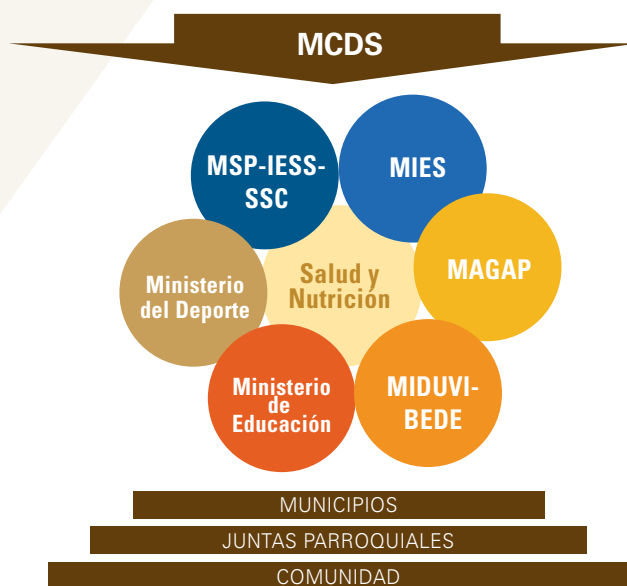 MCDS
MSP-IESS-
SSC
MIES
Ministerio
del Deporte
Salud y
Nutrición
MAGAP
Ministerio
de
Educación
MIDUVI-
BEDE
MUNICIPIOS
JUNTAS PARROQUIALES
COMUNIDAD